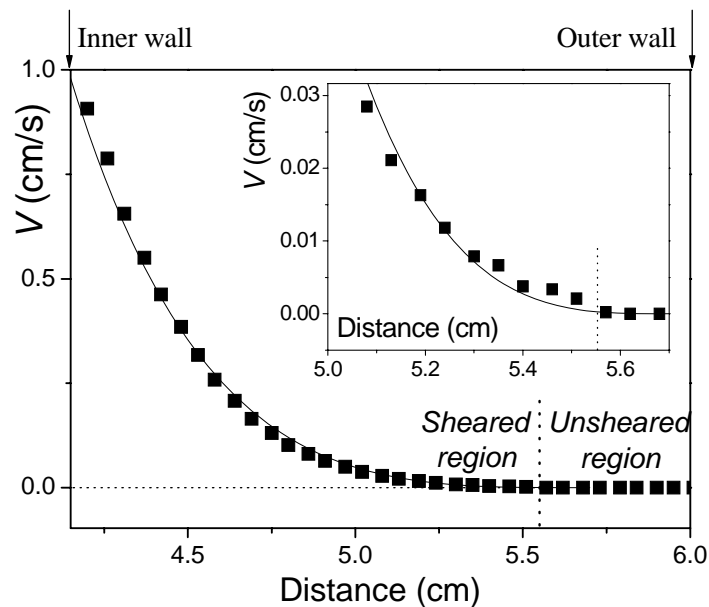 Inner wall
Outer wall
1.0
0.5
0.0
V (cm/s)
0.03
0.02
0.01
0.00
V (cm/s)
Distance (cm)
5.0 5.2 5.4 5.6
Sheared region
Unsheared region
4.5 5.0 5.5 6.0
Distance (cm)